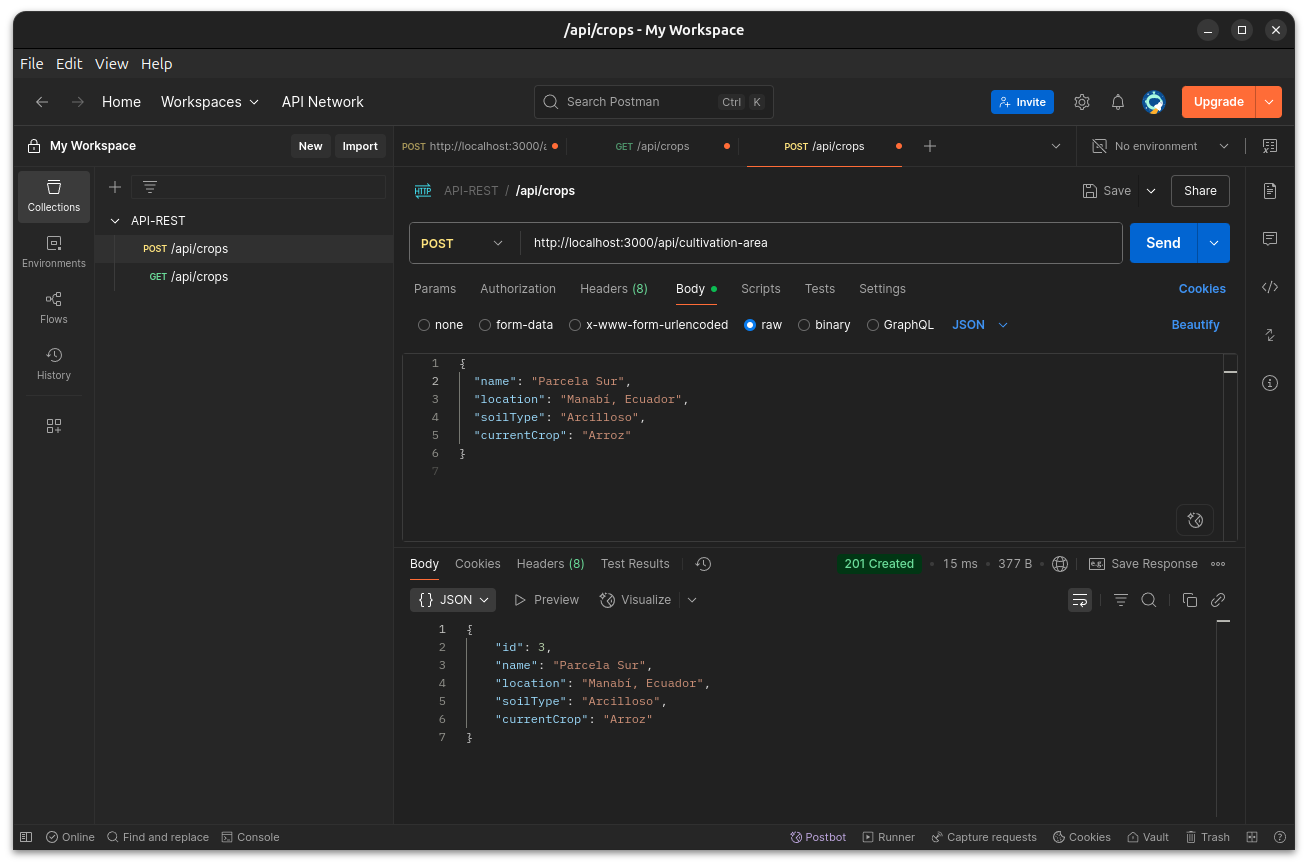 /api/crops - My Workspace
File Edit View Help
Home Workspaces API Network Search Postman Ctrl K Invite Upgrade
My Workspace New Import POST http://localhost:3000/a GET /api/crops POST /api/crops No environment
Collections
Environments
Flows
History
API-REST
POST /api/crops
GET /api/crops
HTTP API-REST / /api/crops Save Share
POST http://localhost:3000/api/cultivation-area Send
Params Authorization Headers (8) Body Scripts Tests Settings Cookies
none form-data x-www-form-urlencoded raw binary GraphQL JSON Beautify
1 {
2 "name": "Parcela Sur",
3 "location": "Manabí, Ecuador",
4 "soilType": "Arcilloso",
5 "currentCrop": "Arroz"
6 }
7
Body Cookies Headers (8) Test Results 201 Created • 15 ms • 377 B • e.g. Save Response
{} JSON Preview Visualize
1 {
2 "id": 3,
3 "name": "Parcela Sur",
4 "location": "Manabí, Ecuador",
5 "soilType": "Arcilloso",
6 "currentCrop": "Arroz"
7 }
Online Find and replace Console Postbot Runner Capture requests Cookies Vault Trash